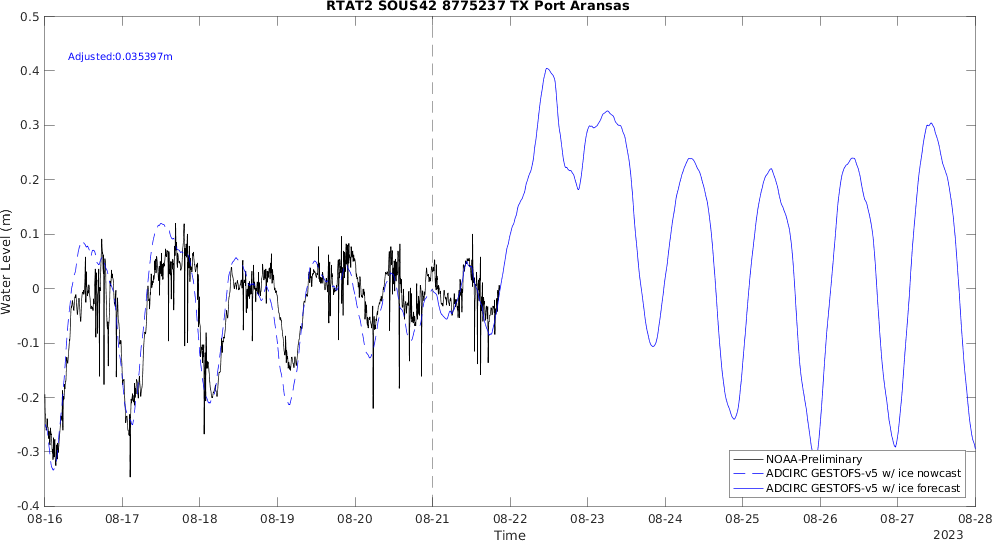 RTAT2 SOUS42 8775237 TX Port Aransas
0.5
Adjusted:0.035397m
0.4
0.3
0.2
0.1
0
-0.1
-0.2
-0.3
-0.4
Water Level (m)
NOAA-Preliminary
ADCIRC GESTOFS-v5 w/ ice nowcast
ADCIRC GESTOFS-v5 w/ ice forecast
08-16 08-17 08-18 08-19 08-20 08-21 08-22 08-23 08-24 08-25 08-26 08-27 08-28
Time
2023